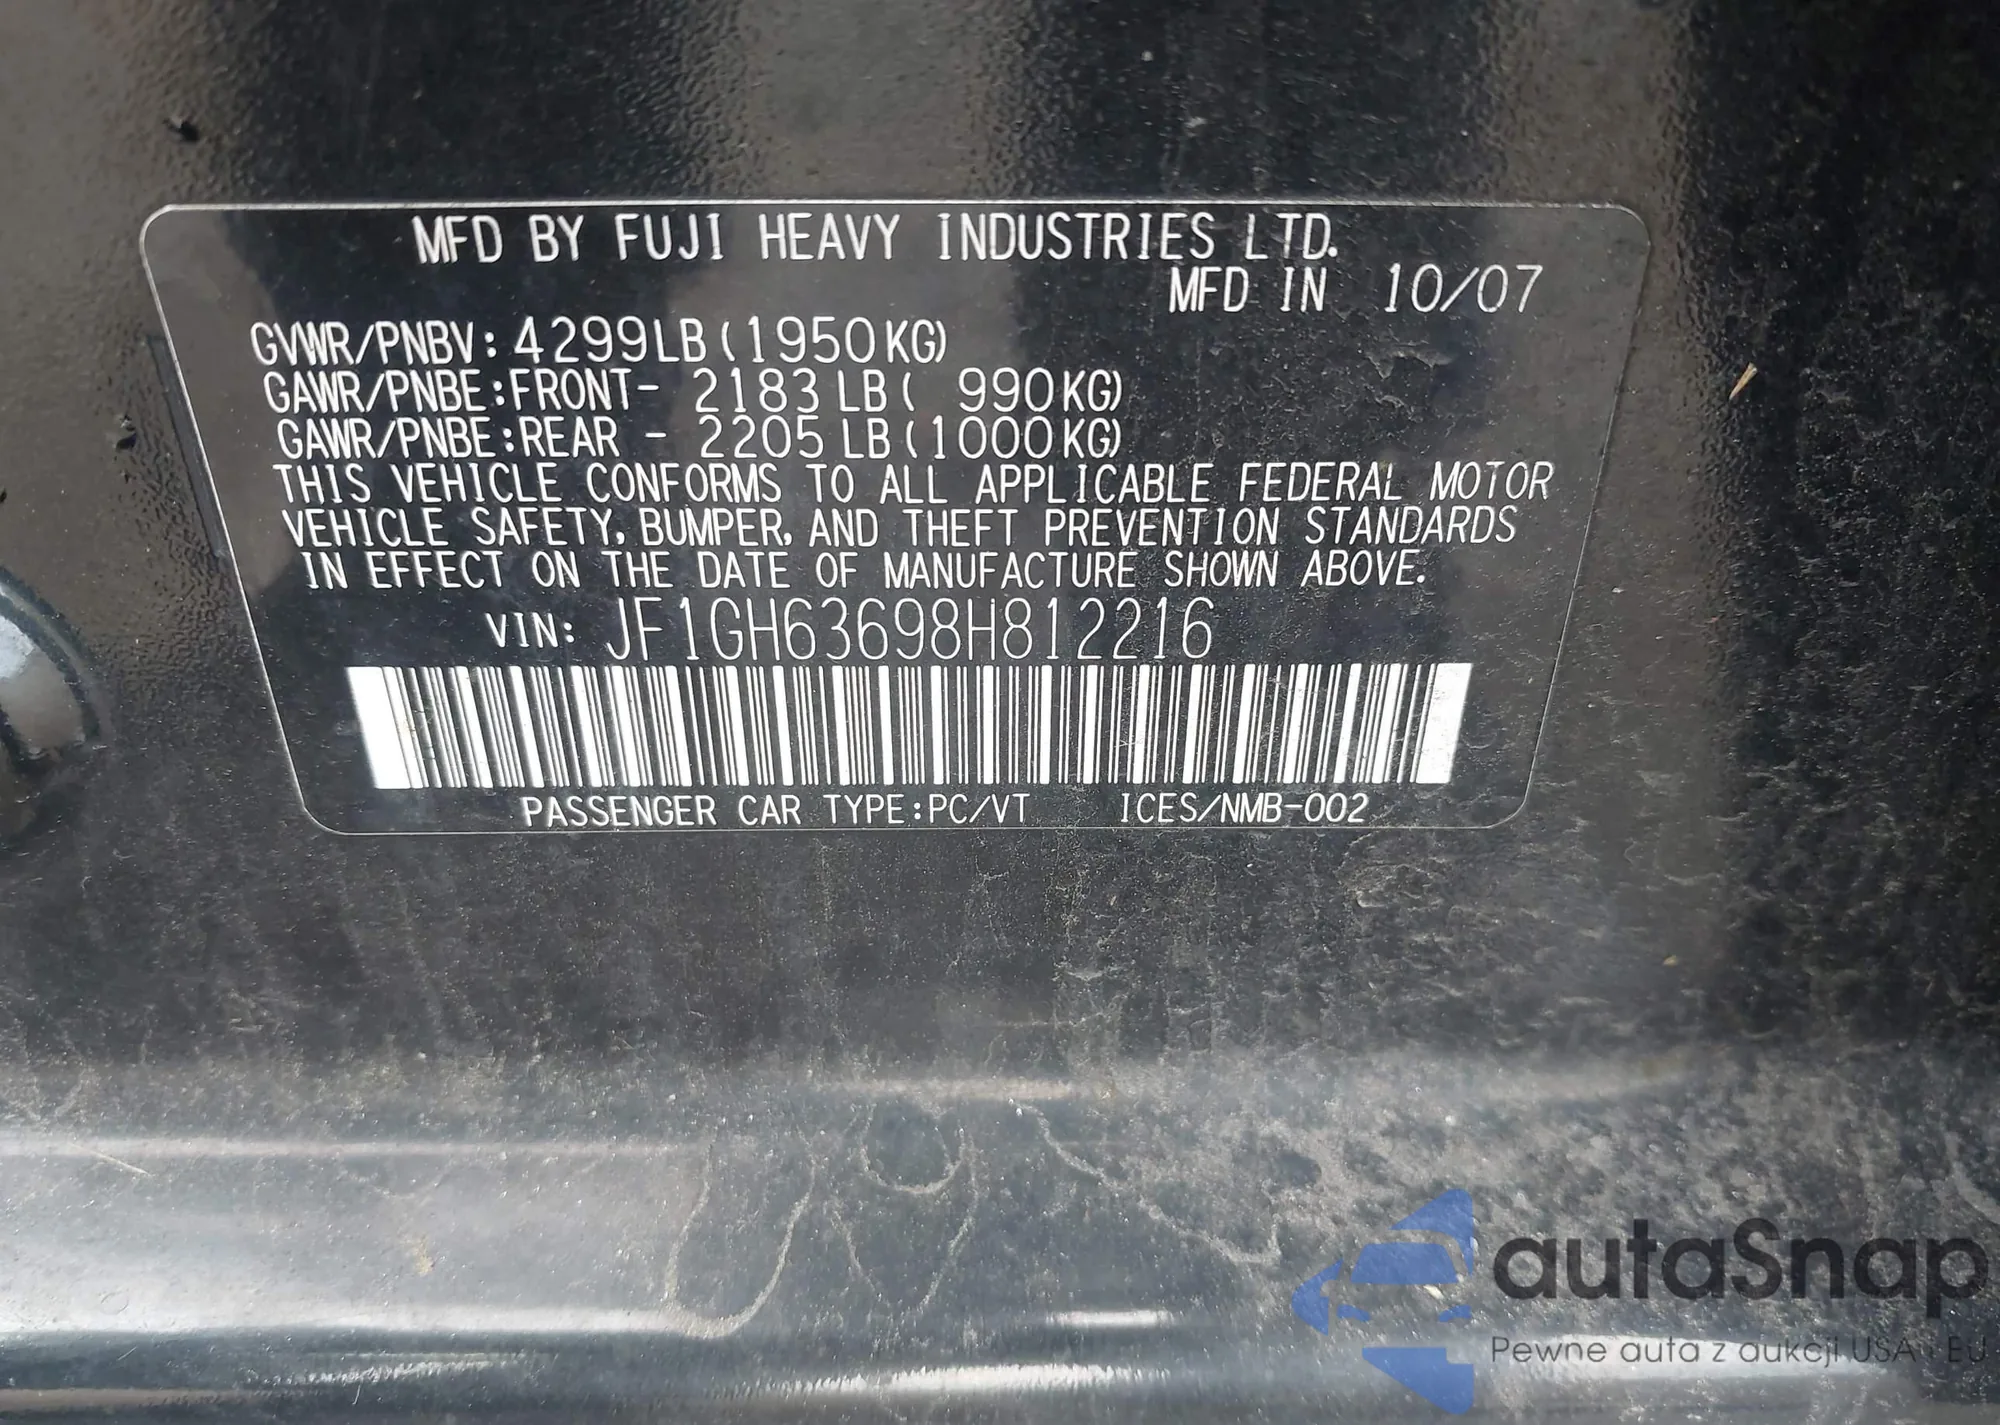 MFD BY FUJI HEAVY INDUSTRIES LTD.
MFD IN 10/07
GVWR/PNBV: 4299LB (1950KG)
GAWR/PNBE:FRONT- 2183 LB ( 990KG)
GAWR/PNBE:REAR - 2205 LB (1000KG)
THIS VEHICLE CONFORMS TO ALL APPLICABLE FEDERAL MOTOR
VEHICLE SAFETY, BUMPER, AND THEFT PREVENTION STANDARDS
IN EFFECT ON THE DATE OF MANUFACTURE SHOWN ABOVE.
VIN: JF1GH63698H812216
PASSENGER CAR TYPE:PC/VT ICES/NMB-002
autaSnap
Pewne auta z aukcji USA i EU